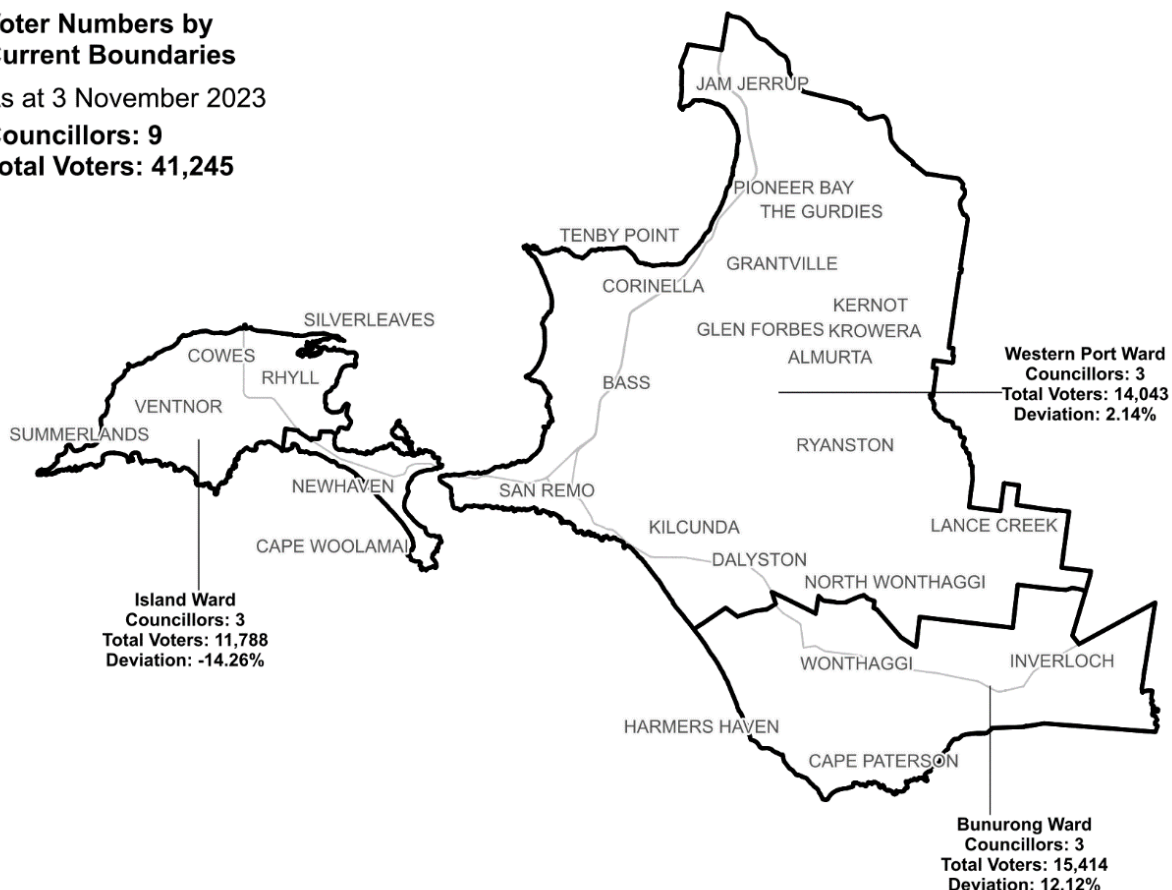 oter Numbers by
urrent Boundaries
s at 3 November 2023
ouncillors: 9
otal Voters: 41,245
JAM JERRUP
PIONEER BAY
THE GURDIES
TENBY POINT
GRANTVILLE
CORINELLA
KERNOT
SILVERLEAVES
GLEN FORBES KROWERA
COWES
ALMURTA
RHYLL
BASS
Western Port Ward
Councillors: 3
Total Voters: 14,043
Deviation: 2.14%
VENTNOR
SUMMERLANDS
RYANSTON
NEWHAVEN
SAN REMO
KILCUNDA
LANCE CREEK
CAPE WOOLAMAI
DALYSTON
NORTH WONTHAGGI
Island Ward
Councillors: 3
Total Voters: 11,788
Deviation: -14.26%
WONTHAGGI
INVERLOCH
HARMERS HAVEN
CAPE PATERSON
Bunurong Ward
Councillors: 3
Total Voters: 15,414
Deviation: 12.12%